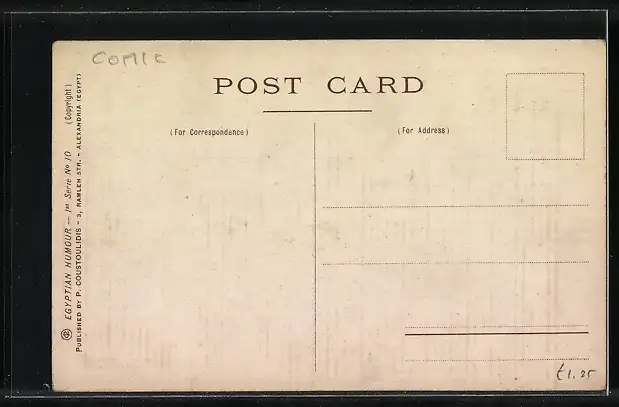 COMIC
POST CARD
(For Correspondence)
(For Address)
EGYPTIAN HUMOUR — 1re Serie No 10 (Copyright)
PUBLISHED BY P. COUSTOULIDIS - 3, RAMLEH STR. - ALEXANDRIA (EGYPT)
£1.25